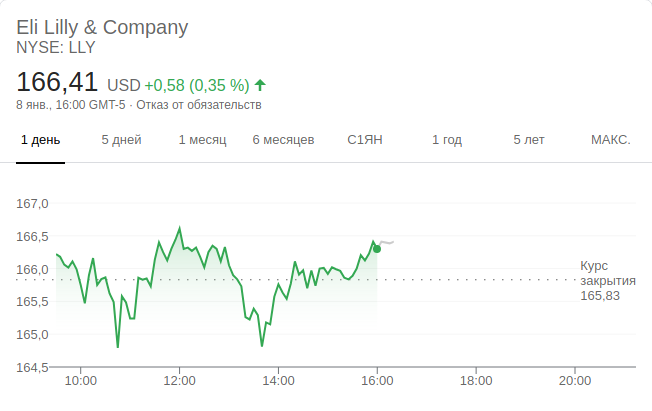 Eli Lilly & Company
NYSE: LLY
166,41 USD +0,58 (0,35 %)
8 янв., 16:00 GMT-5 · Отказ от обязательств
1 день 5 дней 1 месяц 6 месяцев С1ЯН 1 год 5 лет МАКС.
167,0
166,5
166,0
165,5
165,0
164,5
Курс
закрытия
165,83
10:00 12:00 14:00 16:00 18:00 20:00